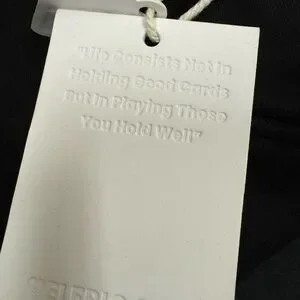 "Life Consists Not In
Holding Good Cards
But In Playing Those
You Hold Well"